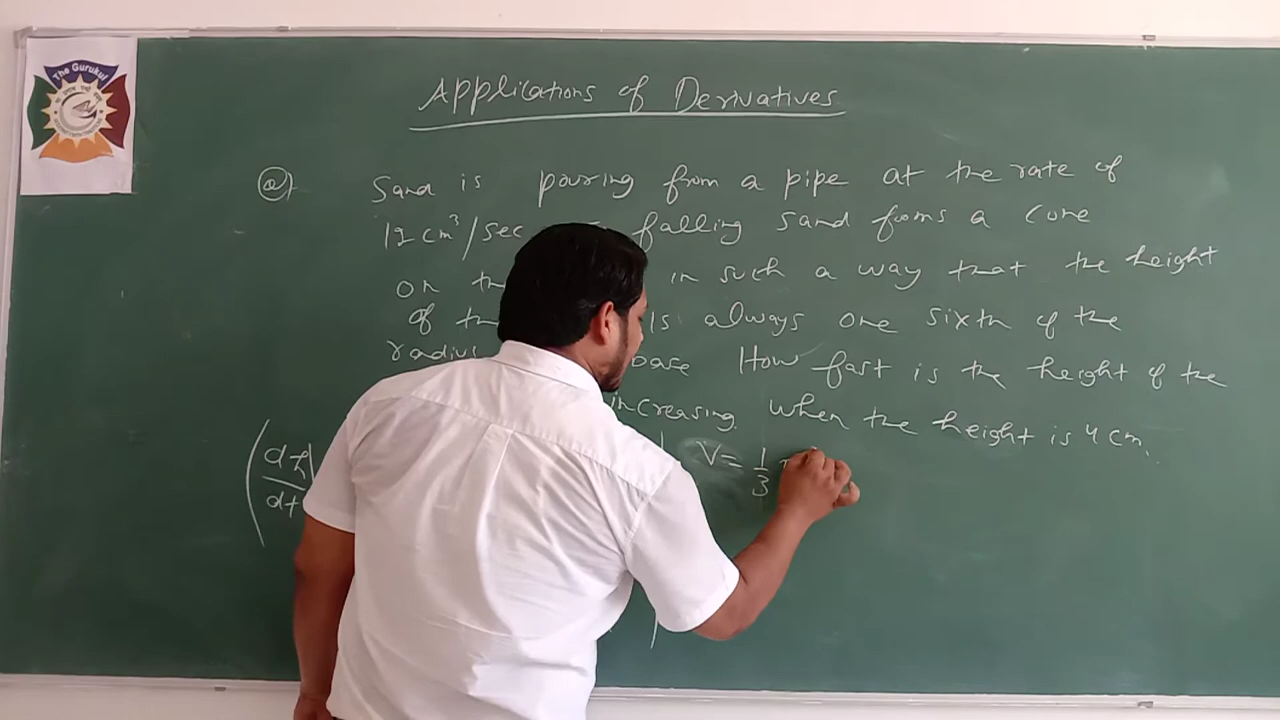 The Gurukul
Applications of Derivatives
Q) Sand is pouring from a pipe at the rate of
12 cm³/sec falling sand forms a cone
on in such a way that the height
of is always one sixth of the
radius base How fast is the height of the
increasing when the height is 4 cm.
V = 1/3
dh
dt